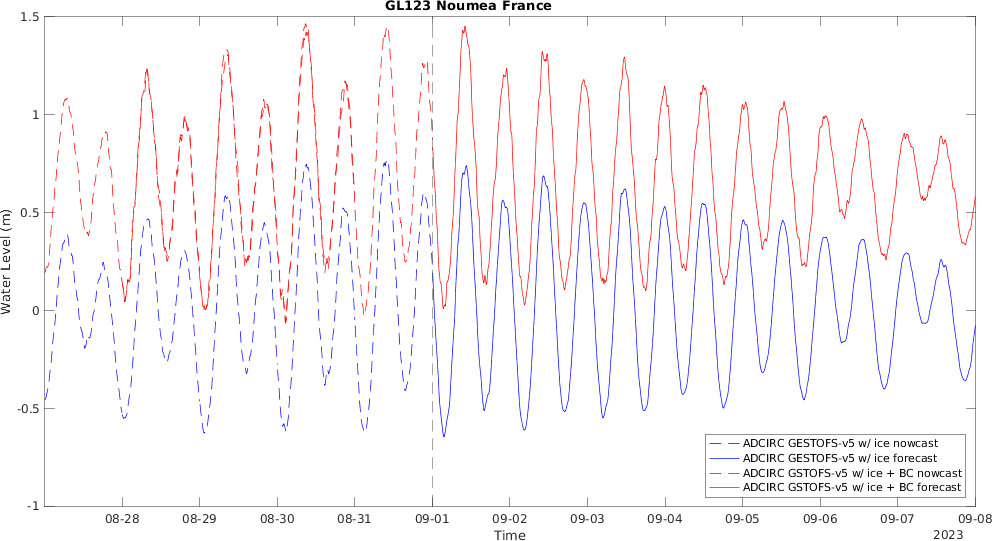 GL123 Noumea France
1.5
1
0.5
0
-0.5
-1
Water Level (m)
08-28 08-29 08-30 08-31 09-01 09-02 09-03 09-04 09-05 09-06 09-07 09-08
Time
2023
ADCIRC GESTOFS-v5 w/ ice nowcast
ADCIRC GESTOFS-v5 w/ ice forecast
ADCIRC GSTOFS-v5 w/ ice + BC nowcast
ADCIRC GSTOFS-v5 w/ ice + BC forecast